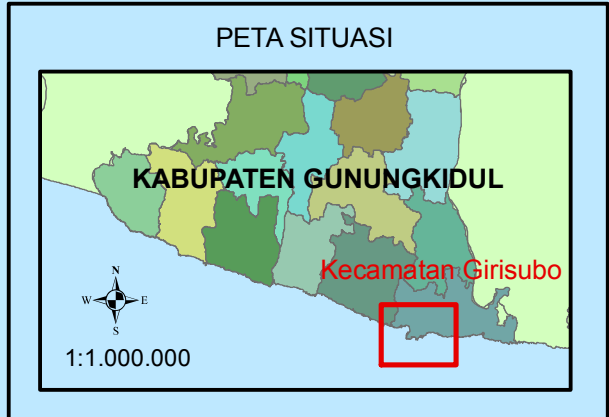 PETA SITUASI
KABUPATEN GUNUNGKIDUL
Kecamatan Girisubo
N
W E
S
1:1.000.000